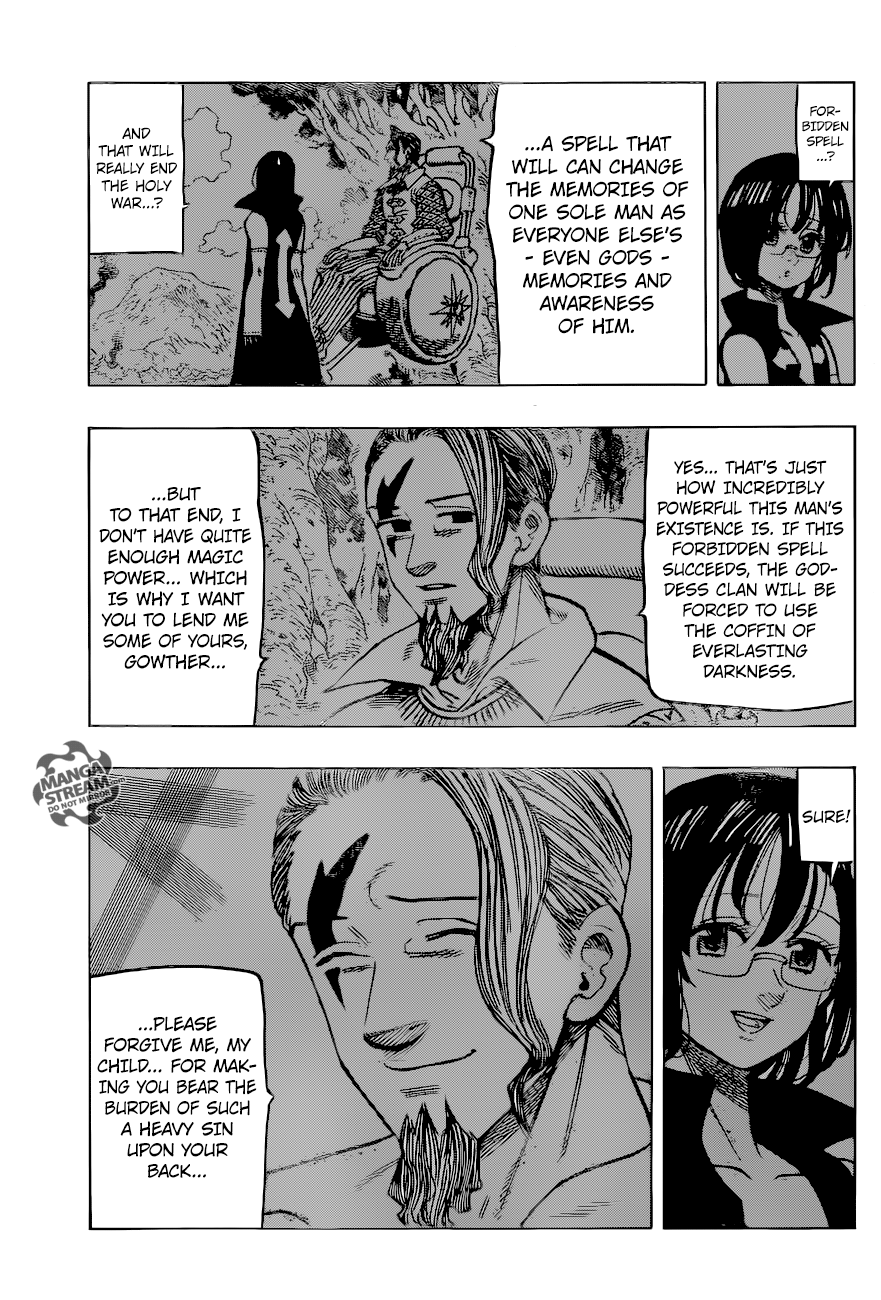 FOR-
BIDDEN
SPELL
...?
...A SPELL THAT
WILL CAN CHANGE
THE MEMORIES OF
ONE SOLE MAN AS
EVERYONE ELSE'S
- EVEN GODS -
MEMORIES AND
AWARENESS
OF HIM.
AND
THAT WILL
REALLY END
THE HOLY
WAR...?
YES... THAT'S JUST
HOW INCREDIBLY
POWERFUL THIS MAN'S
EXISTENCE IS. IF THIS
FORBIDDEN SPELL
SUCCEEDS, THE GOD-
DESS CLAN WILL BE
FORCED TO USE
THE COFFIN OF
EVERLASTING
DARKNESS.
...BUT
TO THAT END, I
DON'T HAVE QUITE
ENOUGH MAGIC
POWER... WHICH
IS WHY I WANT
YOU TO LEND ME
SOME OF YOURS,
GOWTHER...
SURE!
...PLEASE
FORGIVE ME, MY
CHILD... FOR MAK-
ING YOU BEAR THE
BURDEN OF SUCH
A HEAVY SIN
UPON YOUR
BACK...
MANGA
STREAM.com
DO NOT MIRROR